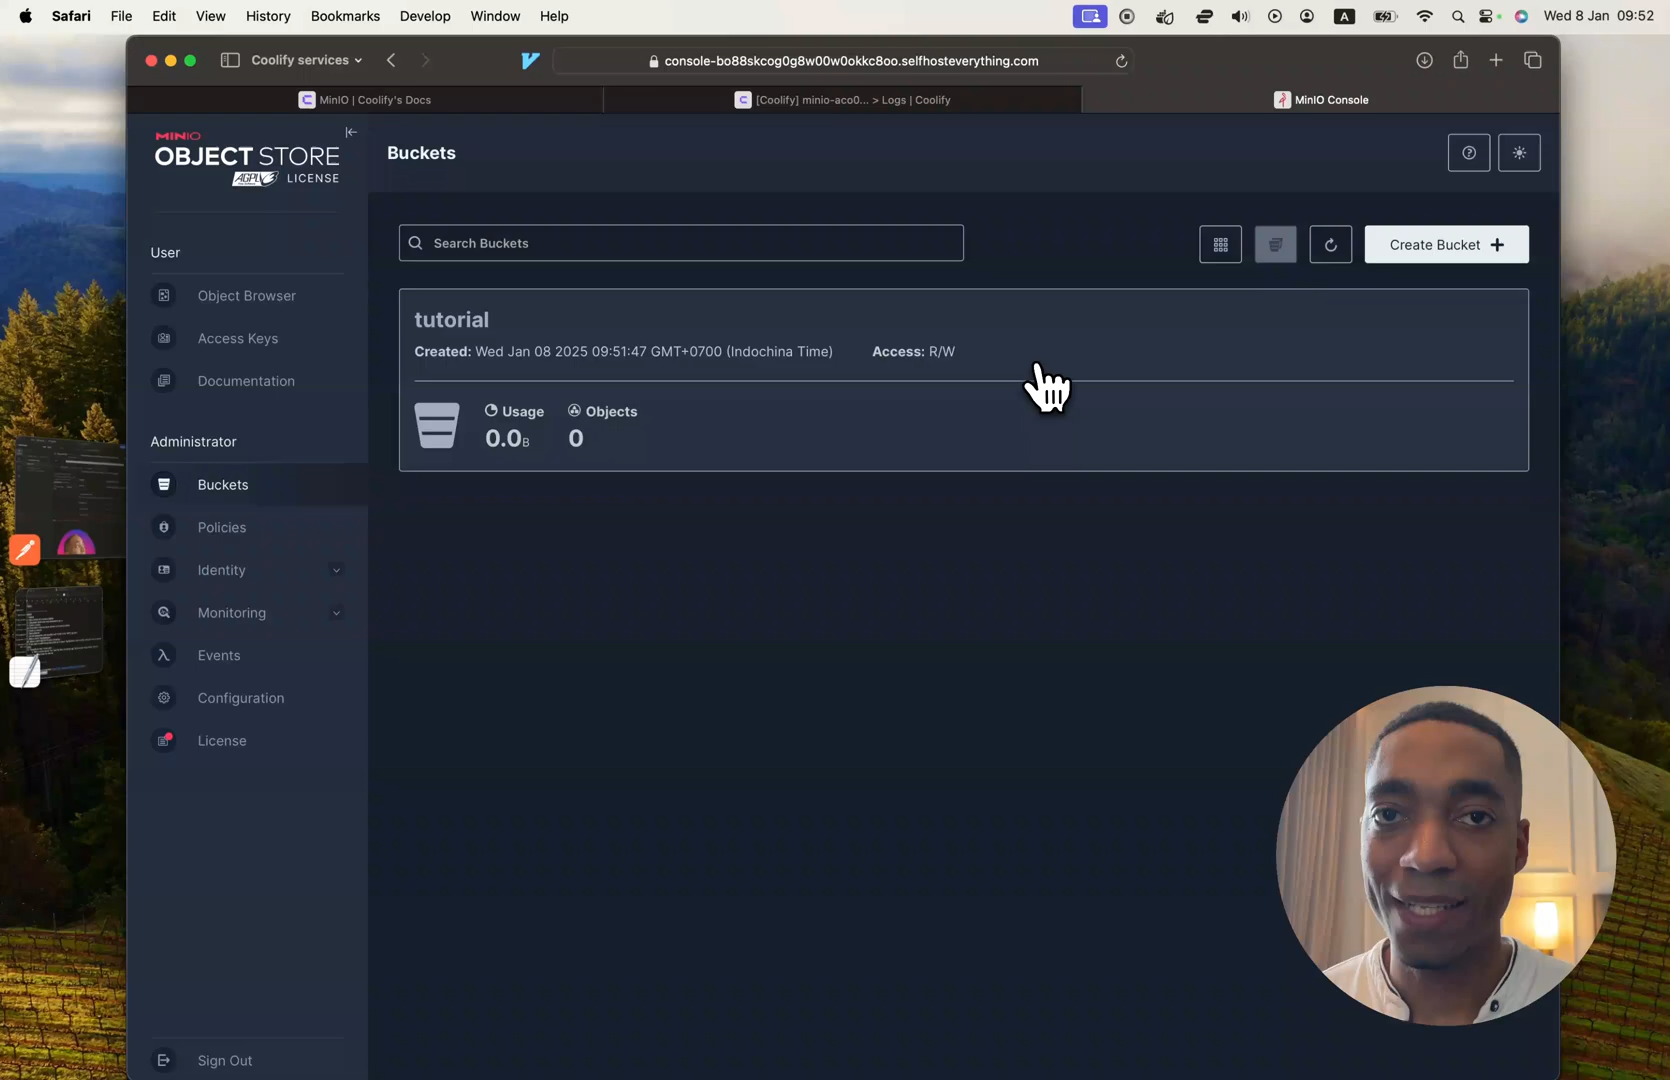 Safari File Edit View History Bookmarks Develop Window Help
A
Wed 8 Jan 09:52
Coolify services
console-bo88skcog0g8w00w0okkc8oo.selfhosteverything.com
MinIO | Coolify's Docs
[Coolify] minio-aco0... > Logs | Coolify
MinIO Console
MINIO
OBJECT STORE
AGPLv3 LICENSE
Buckets
User
Object Browser
Access Keys
Documentation
Administrator
Buckets
Policies
Identity
Monitoring
Events
Configuration
License
Sign Out
Search Buckets
Create Bucket
tutorial
Created: Wed Jan 08 2025 09:51:47 GMT+0700 (Indochina Time) Access: R/W
Usage Objects
0.0B 0